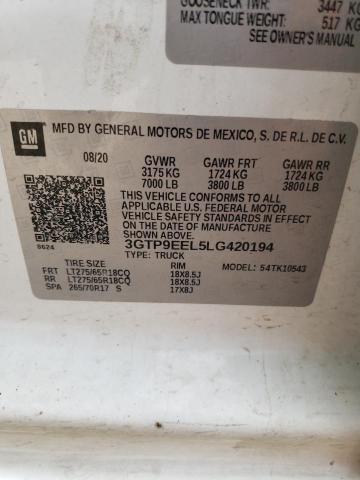 GOOSENECK TWR: 3447 KG
MAX TONGUE WEIGHT: 517 KG
SEE OWNER'S MANUAL
GM
MFD BY GENERAL MOTORS DE MEXICO, S. DE R.L. DE C.V.
08/20 GVWR GAWR FRT GAWR RR
3175 KG 1724 KG 1724 KG
7000 LB 3800 LB 3800 LB
THIS VEHICLE CONFORMS TO ALL
APPLICABLE U.S. FEDERAL MOTOR
VEHICLE SAFETY STANDARDS IN EFFECT
ON THE DATE OF MANUFACTURE
SHOWN ABOVE.
3GTP9EEL5LG420194
8624 TYPE: TRUCK
TIRE SIZE RIM MODEL: 54TK10543
FRT LT275/65R18CQ 18X8.5J
RR LT275/65R18CQ 18X8.5J
SPA 265/70R17 S 17X8J